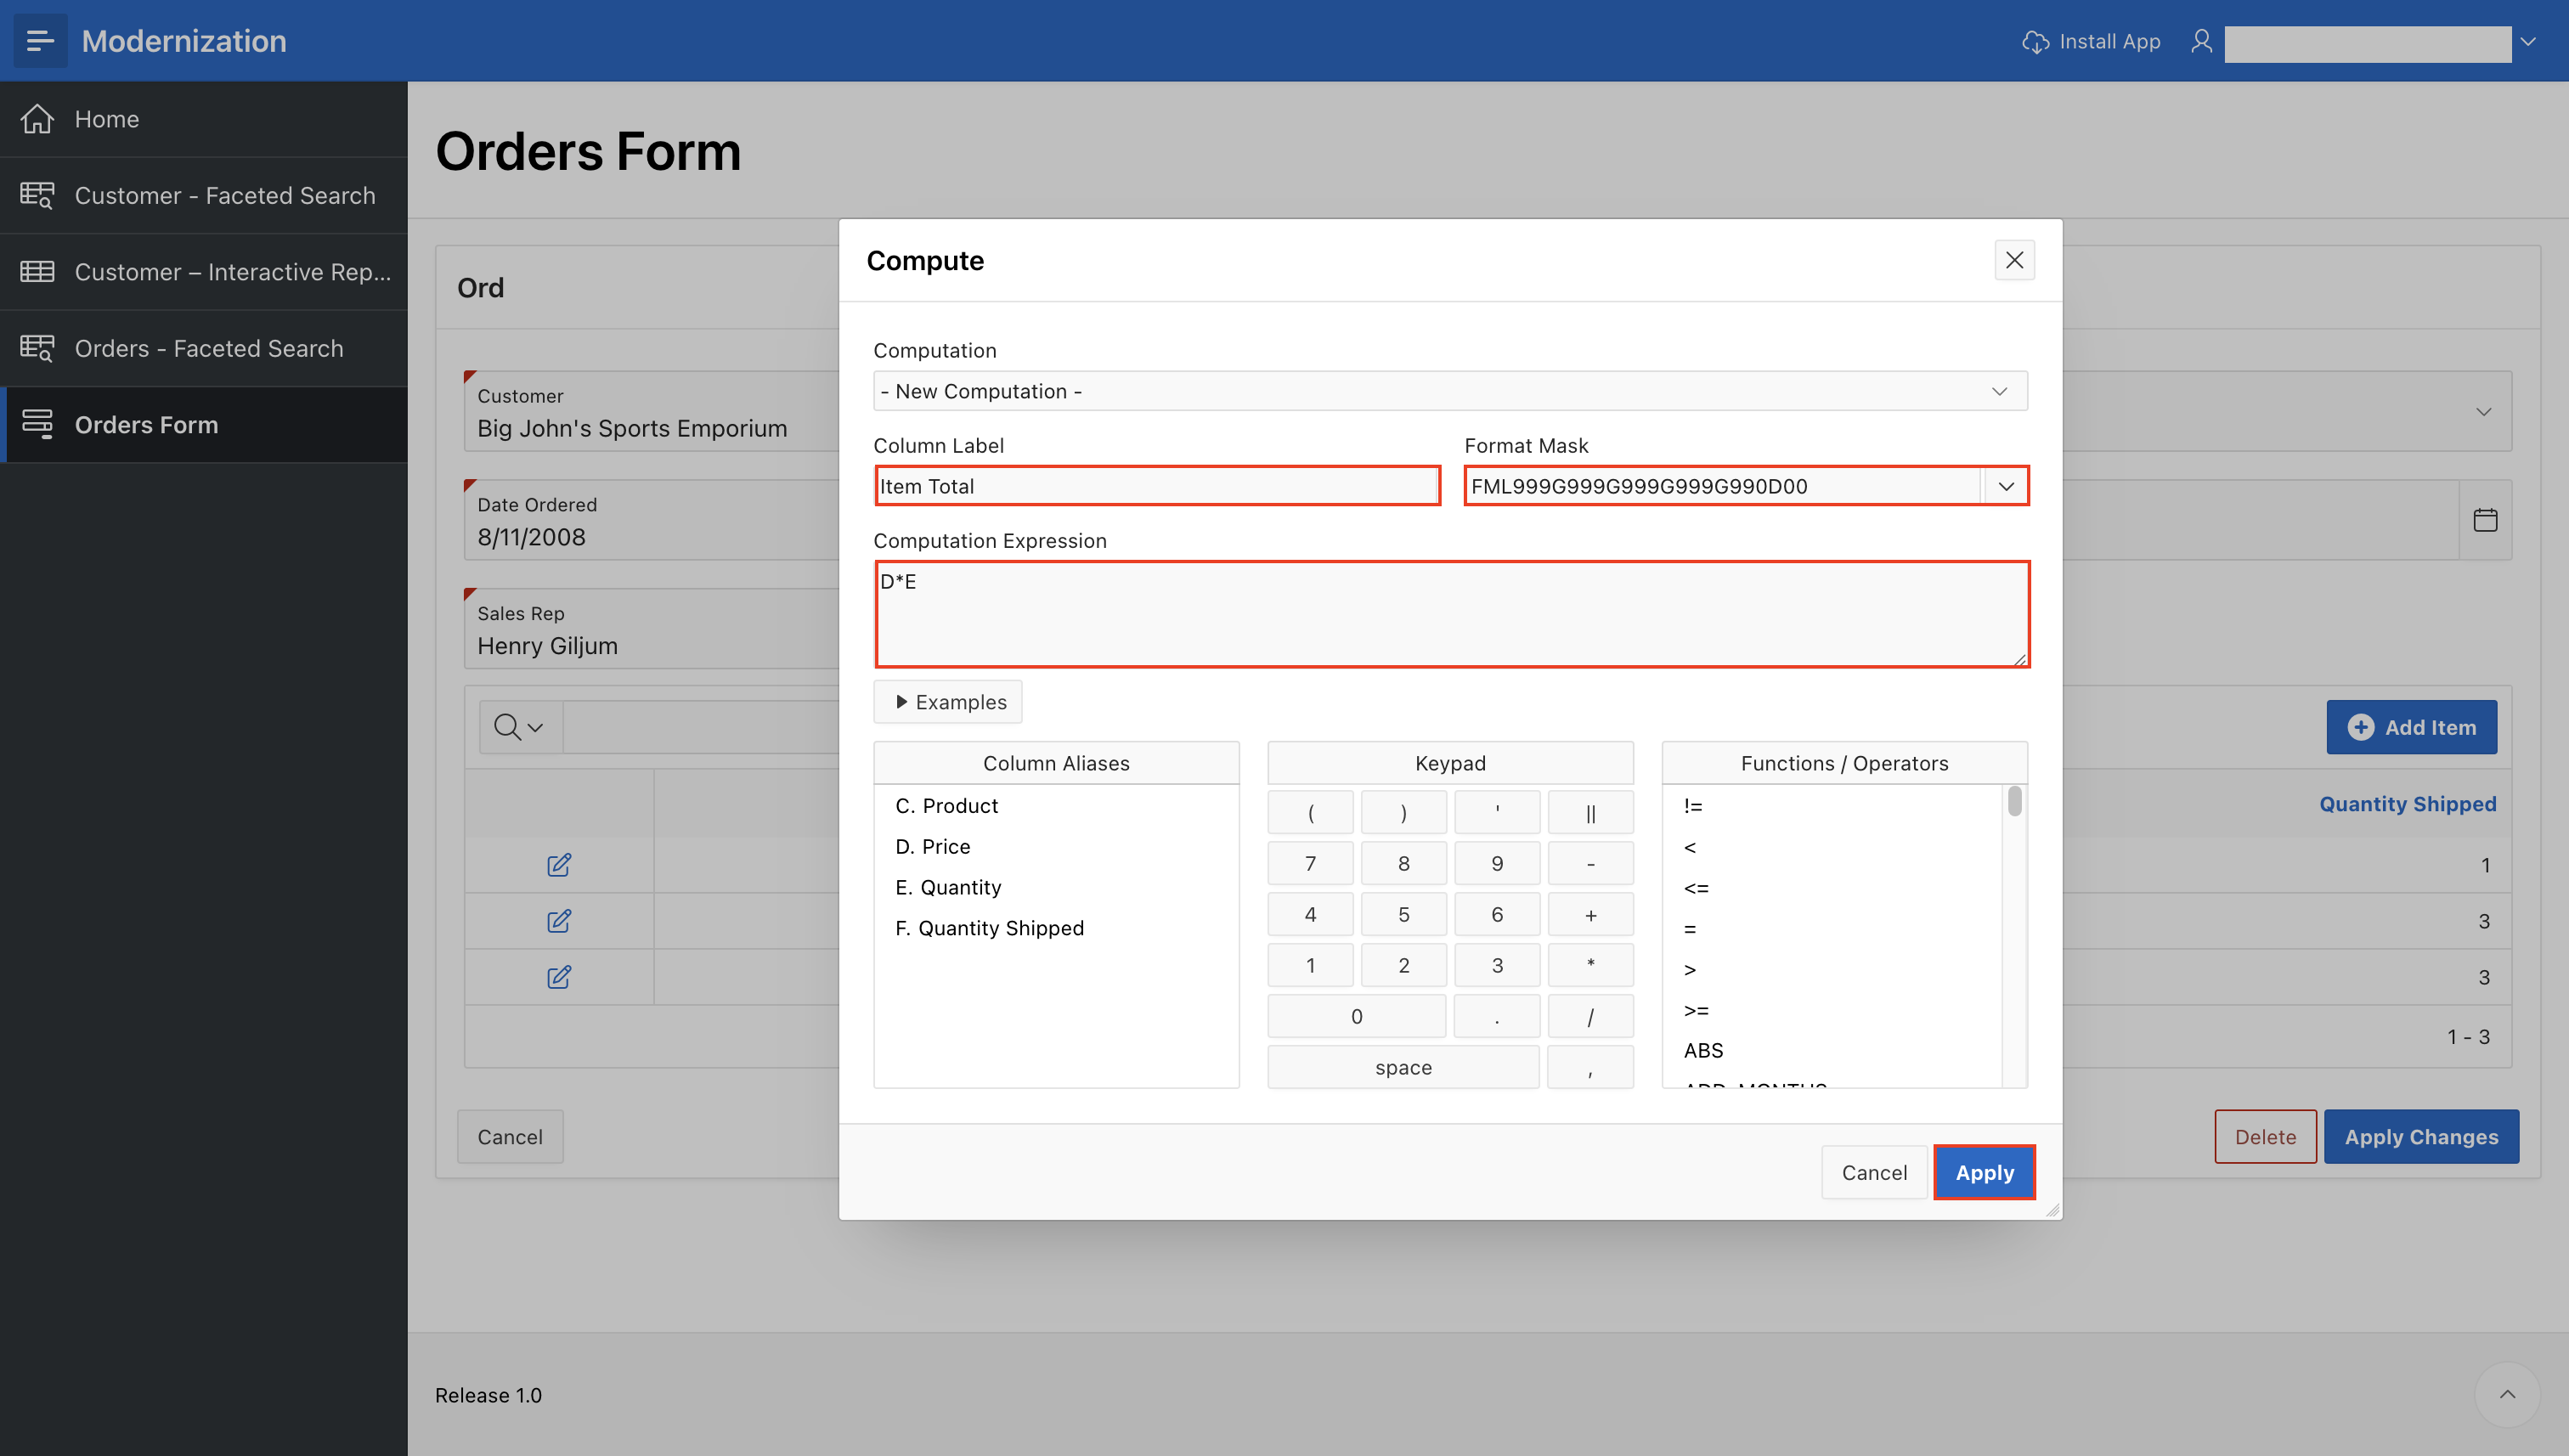 Modernization
Install App
Home
Customer - Faceted Search
Customer – Interactive Rep...
Orders - Faceted Search
Orders Form
Orders Form
Ord
Customer
Big John's Sports Emporium
Date Ordered
8/11/2008
Sales Rep
Henry Giljum
Add Item
Quantity Shipped
1
3
3
1 - 3
Cancel
Delete
Apply Changes
Compute
Computation
- New Computation -
Column Label
Format Mask
Item Total
FML999G999G999G999G990D00
Computation Expression
D*E
Examples
Column Aliases
C. Product
D. Price
E. Quantity
F. Quantity Shipped
Keypad
( ) ' ||
7 8 9 -
4 5 6 +
1 2 3 *
0 . /
space ,
Functions / Operators
!=
<
<=
=
>
>=
ABS
Cancel
Apply
Release 1.0